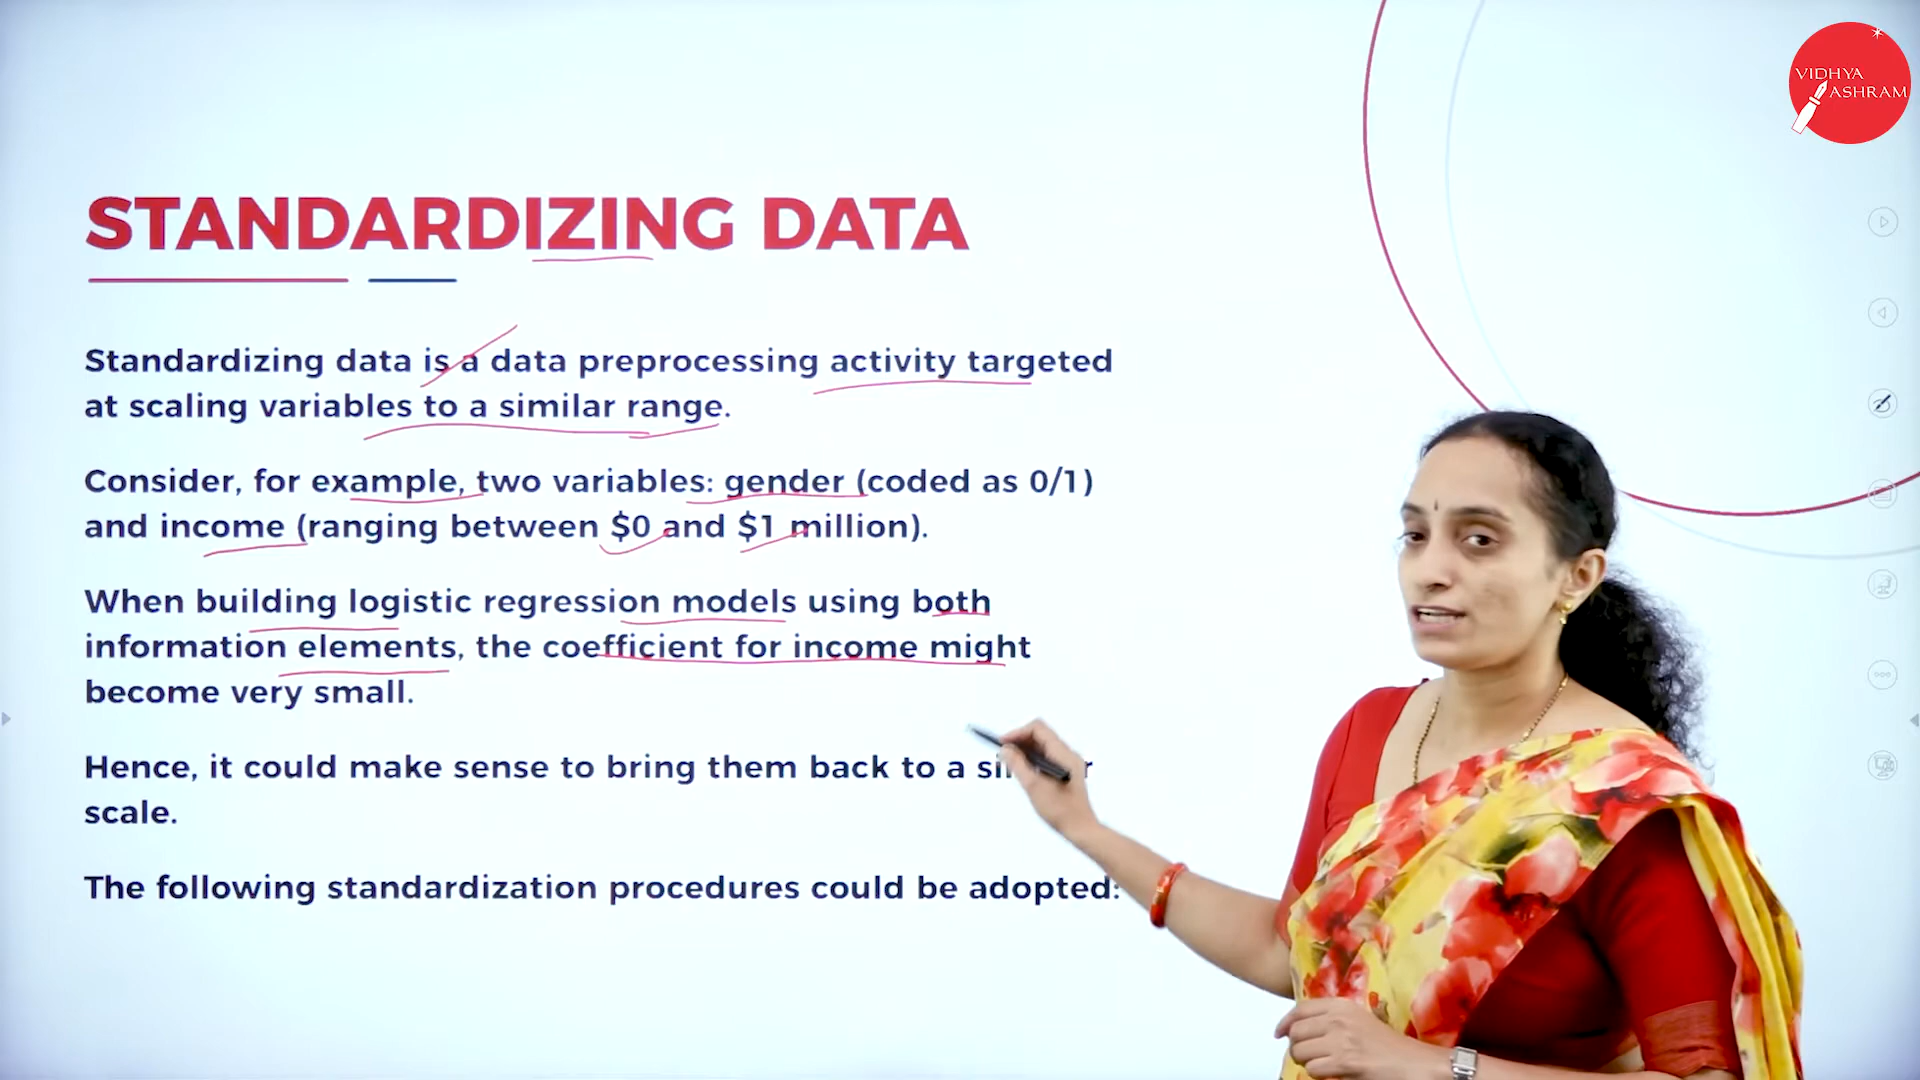 VIDHYA
ASHRAM
STANDARDIZING DATA
Standardizing data is a data preprocessing activity targeted
at scaling variables to a similar range.
Consider, for example, two variables: gender (coded as 0/1)
and income (ranging between $0 and $1 million).
When building logistic regression models using both
information elements, the coefficient for income might
become very small.
Hence, it could make sense to bring them back to a
scale.
The following standardization procedures could be adopted: